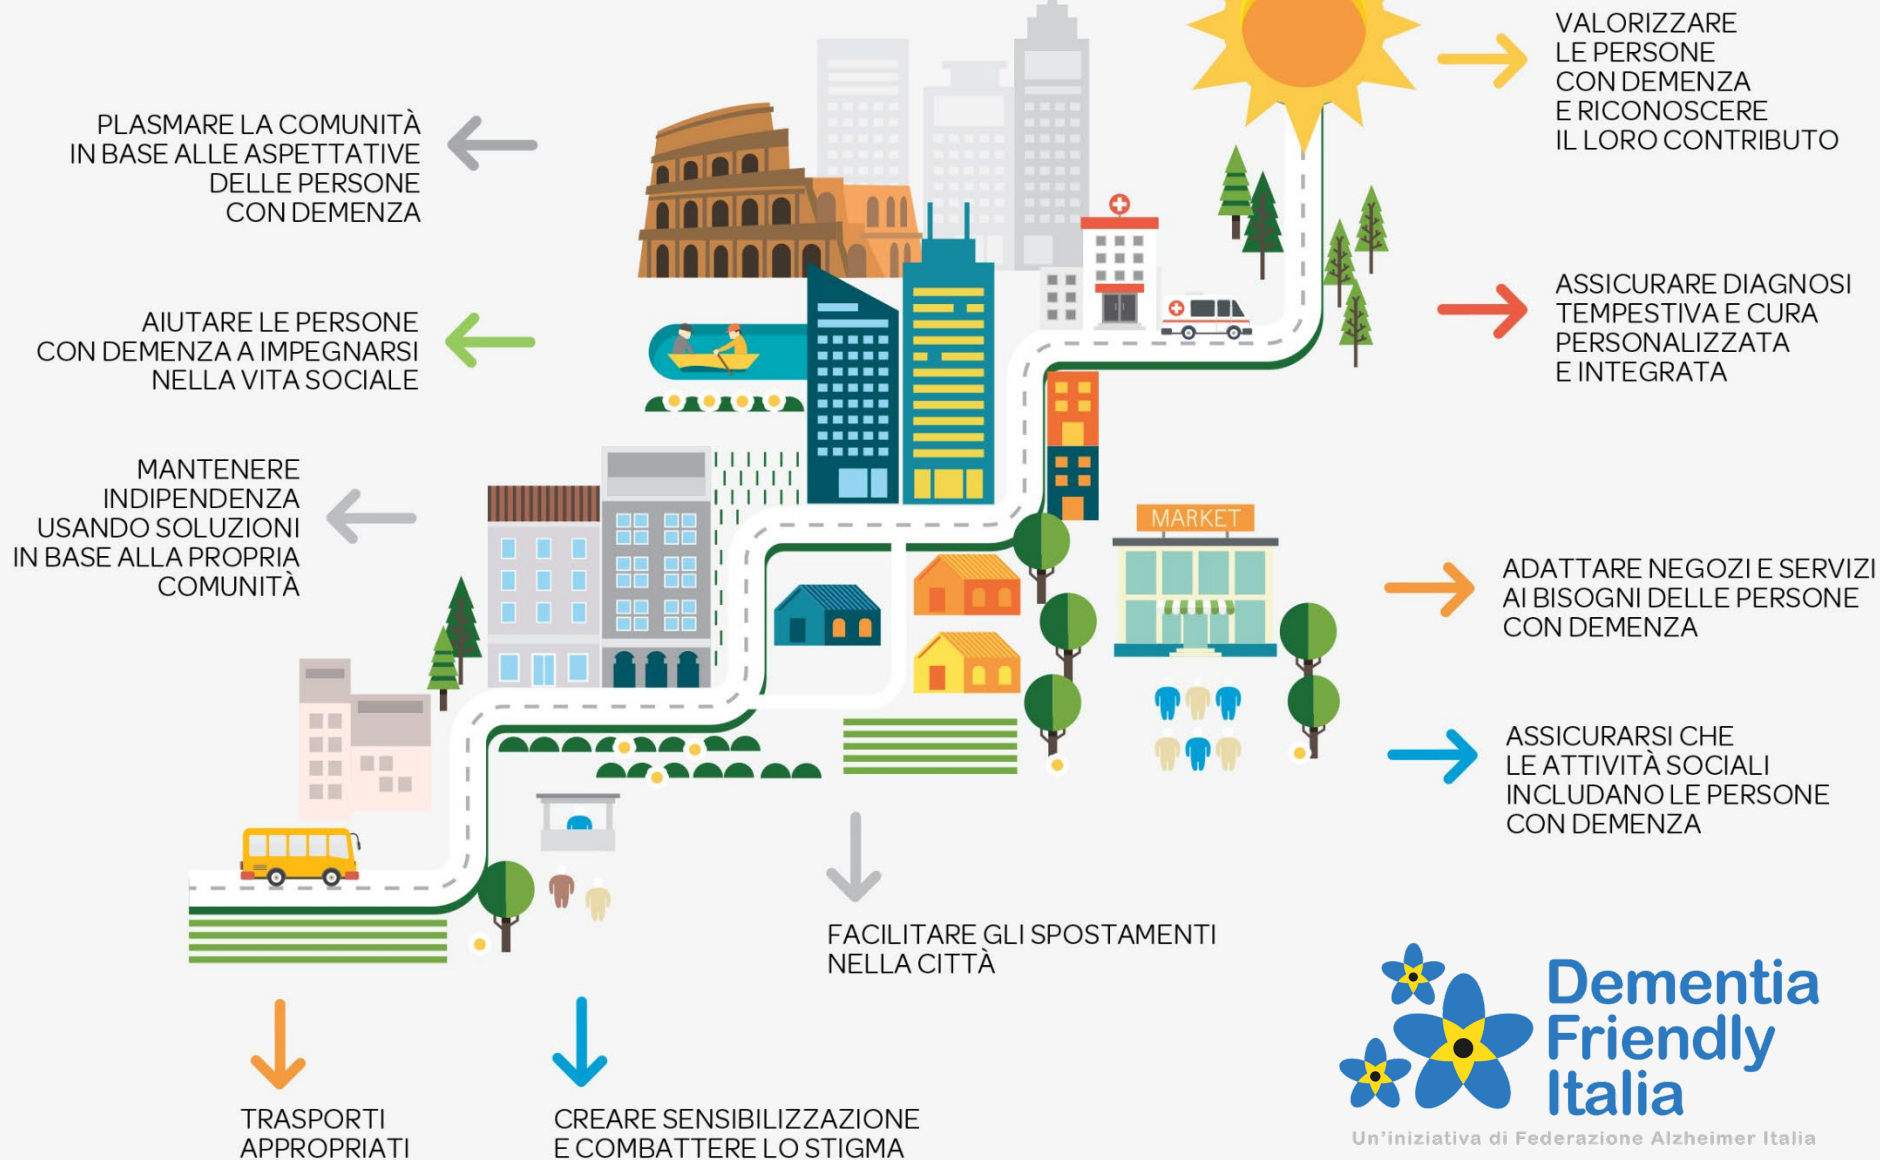 VALORIZZARE
LE PERSONE
CON DEMENZA
E RICONOSCERE
IL LORO CONTRIBUTO
PLASMARE LA COMUNITÀ
IN BASE ALLE ASPETTATIVE
DELLE PERSONE
CON DEMENZA
ASSICURARE DIAGNOSI
TEMPESTIVA E CURA
PERSONALIZZATA
E INTEGRATA
AIUTARE LE PERSONE
CON DEMENZA A IMPEGNARSI
NELLA VITA SOCIALE
MANTENERE
INDIPENDENZA
USANDO SOLUZIONI
IN BASE ALLA PROPRIA
COMUNITÀ
MARKET
ADATTARE NEGOZI E SERVIZI
AI BISOGNI DELLE PERSONE
CON DEMENZA
ASSICURARSI CHE
LE ATTIVITÀ SOCIALI
INCLUDANO LE PERSONE
CON DEMENZA
FACILITARE GLI SPOSTAMENTI
NELLA CITTÀ
TRASPORTI
APPROPRIATI
CREARE SENSIBILIZZAZIONE
E COMBATTERE LO STIGMA
Dementia
Friendly
Italia
Un'iniziativa di Federazione Alzheimer Italia